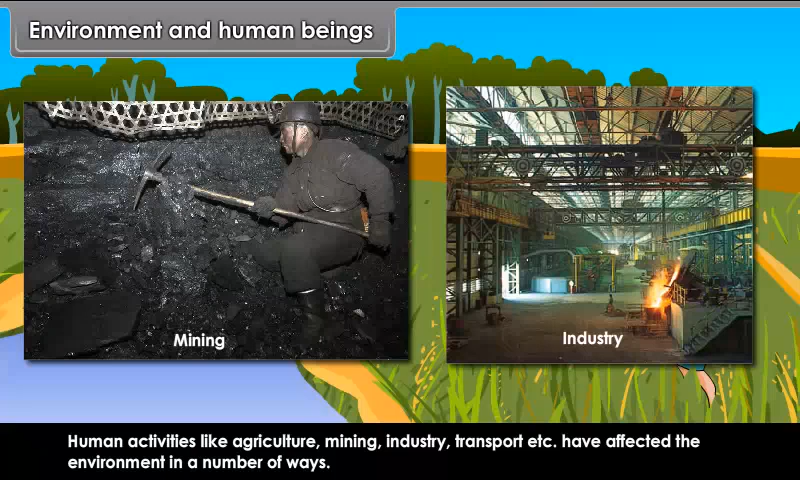 Environment and human beings
Mining
Industry
Human activities like agriculture, mining, industry, transport etc. have affected the
environment in a number of ways.